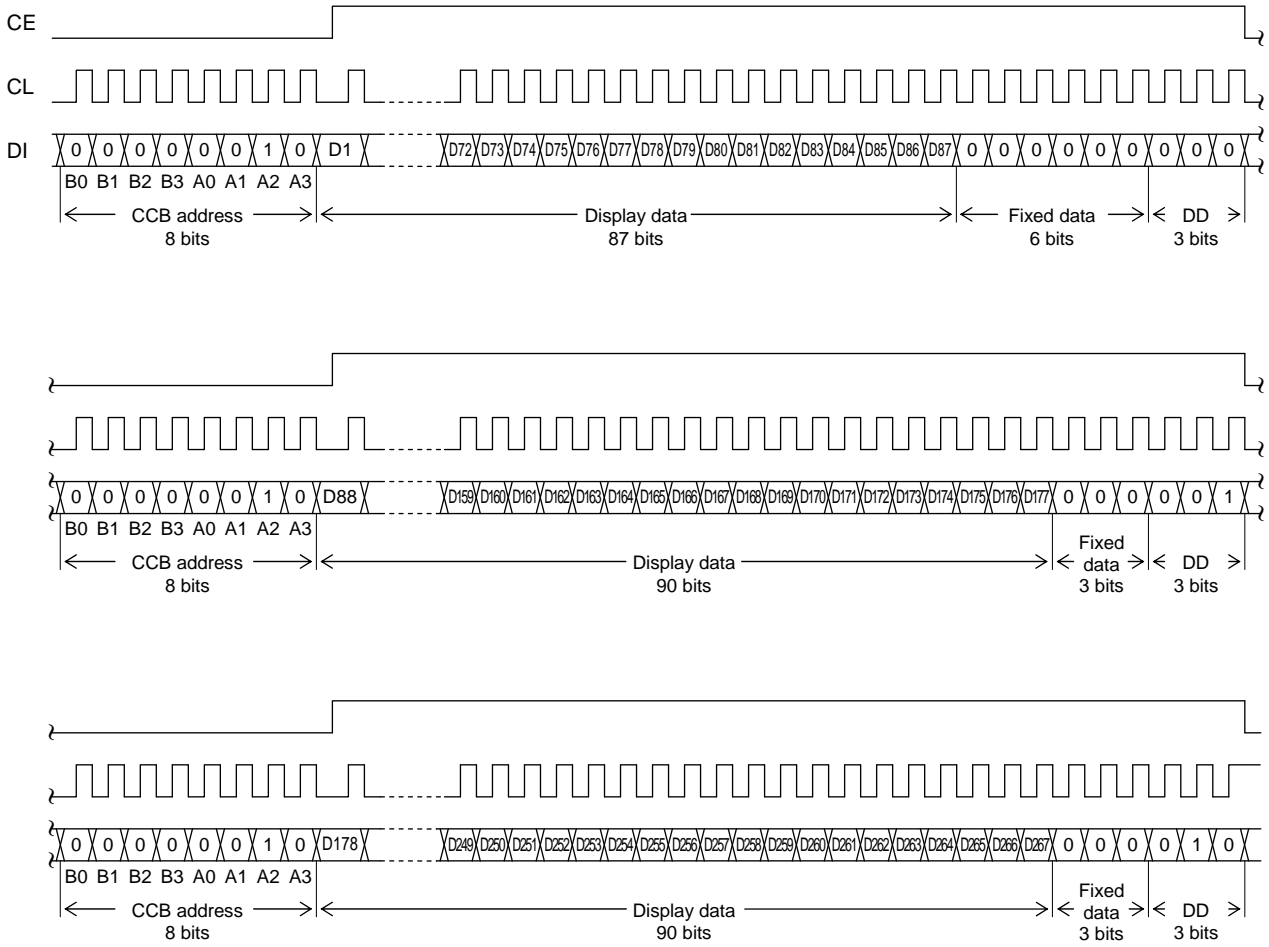 CE
CL
DI 0 0 0 0 0 0 1 0 D1 D72 D73 D74 D75 D76 D77 D78 D79 D80 D81 D82 D83 D84 D85 D86 D87 0 0 0 0 0 0 0 0 0
B0 B1 B2 B3 A0 A1 A2 A3
CCB address Display data Fixed data DD
8 bits 87 bits 6 bits 3 bits
0 0 0 0 0 0 1 0 D88 D159 D160 D161 D162 D163 D164 D165 D166 D167 D168 D169 D170 D171 D172 D173 D174 D175 D176 D177 0 0 0 0 0 1
B0 B1 B2 B3 A0 A1 A2 A3
CCB address Display data Fixed data DD
8 bits 90 bits 3 bits 3 bits
0 0 0 0 0 0 1 0 D178 D249 D250 D251 D252 D253 D254 D255 D256 D257 D258 D259 D260 D261 D262 D263 D264 D265 D266 D267 0 0 0 0 1 0
B0 B1 B2 B3 A0 A1 A2 A3
CCB address Display data Fixed data DD
8 bits 90 bits 3 bits 3 bits